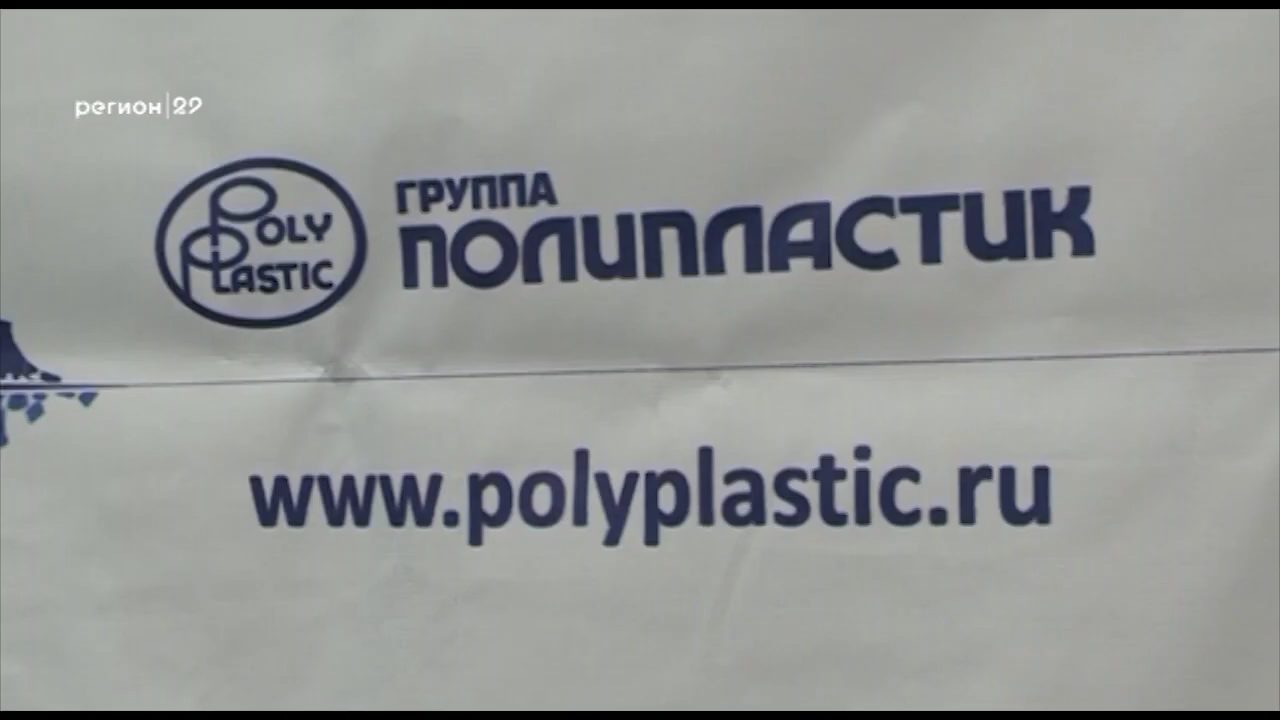 регион|29
POLY
PLASTIC
ГРУППА
ПОЛИПЛАСТИК
www.polyplastic.ru